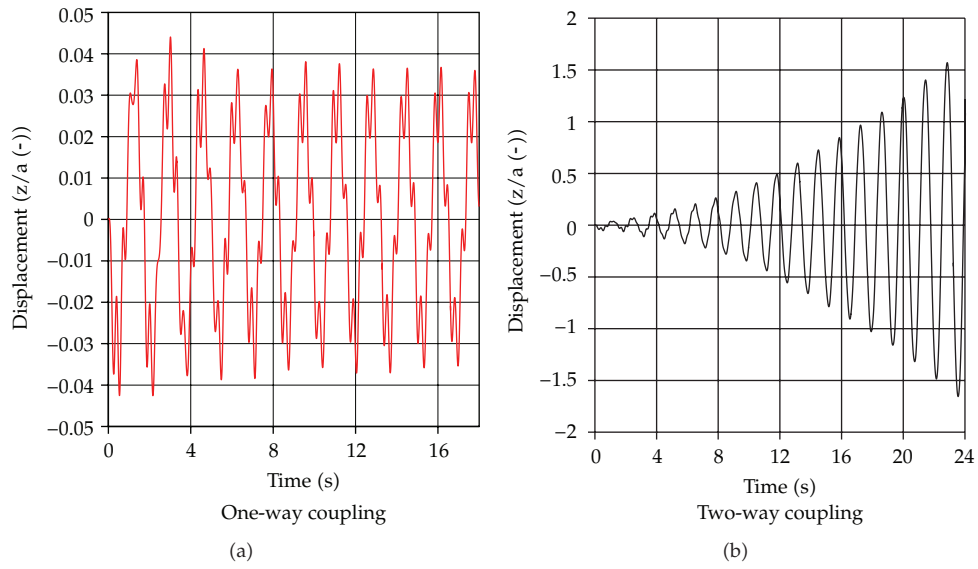 0.05
0.04
0.03
0.02
0.01
0
−0.01
−0.02
−0.03
−0.04
−0.05
Displacement (z/a (-))
0 4 8 12 16
Time (s)
One-way coupling
(a)
2
1.5
1
0.5
0
−0.5
−1
−1.5
−2
Displacement (z/a (-))
0 4 8 12 16 20 24
Time (s)
Two-way coupling
(b)